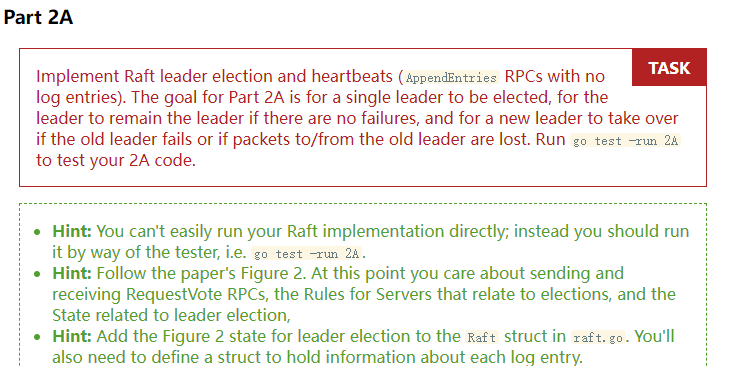 Part 2A
TASK
Implement Raft leader election and heartbeats (AppendEntries RPCs with no
log entries). The goal for Part 2A is for a single leader to be elected, for the
leader to remain the leader if there are no failures, and for a new leader to take over
if the old leader fails or if packets to/from the old leader are lost. Run go test -run 2A
to test your 2A code.
• Hint: You can't easily run your Raft implementation directly; instead you should run
it by way of the tester, i.e. go test -run 2A.
• Hint: Follow the paper's Figure 2. At this point you care about sending and
receiving RequestVote RPCs, the Rules for Servers that relate to elections, and the
State related to leader election,
• Hint: Add the Figure 2 state for leader election to the Raft struct in raft.go. You'll
also need to define a struct to hold information about each log entry.